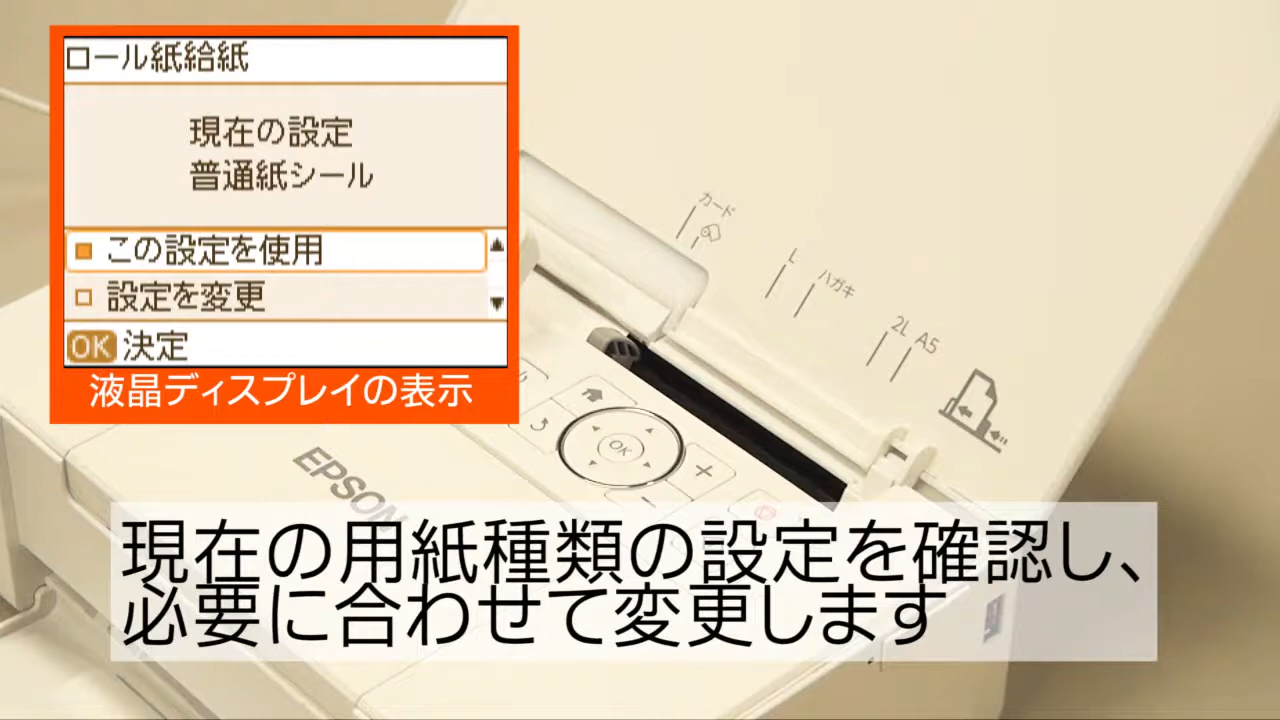 ロール紙給紙
現在の設定
普通紙シール
この設定を使用
設定を変更
OK 決定
液晶ディスプレイの表示
カード
L
ハガキ
2L A5
OK
EPSON
現在の用紙種類の設定を確認し、
必要に合わせて変更します